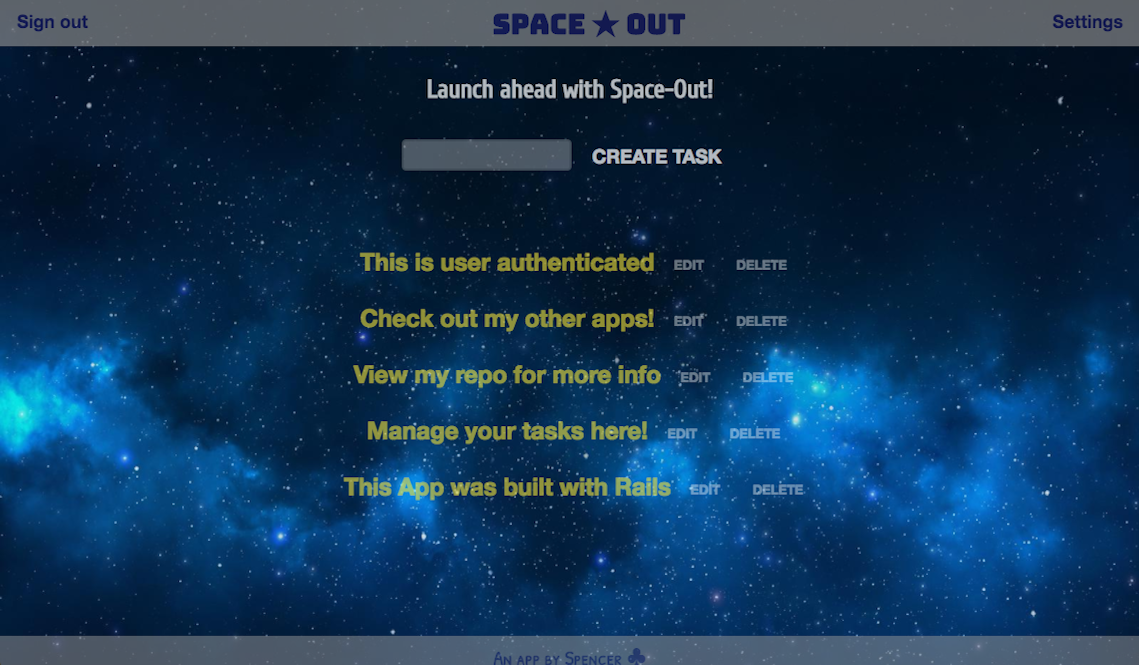 Sign out SPACE ★ OUT Settings
Launch ahead with Space-Out!
CREATE TASK
This is user authenticated EDIT DELETE
Check out my other apps! EDIT DELETE
View my repo for more info EDIT DELETE
Manage your tasks here! EDIT DELETE
This App was built with Rails EDIT DELETE
An app by Spencer ♣